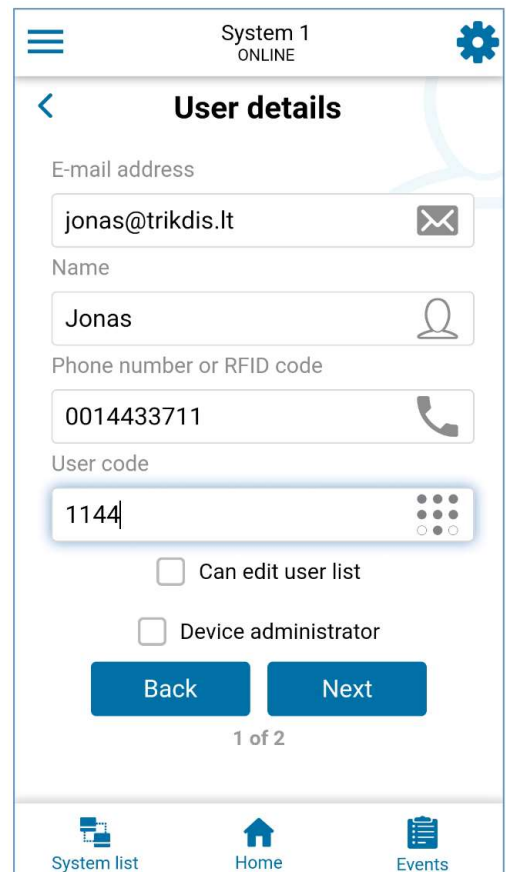 System 1
ONLINE
User details
E-mail address
jonas@trikdis.lt
Name
Jonas
Phone number or RFID code
0014433711
User code
1144
Can edit user list
Device administrator
Back Next
1 of 2
System list Home Events